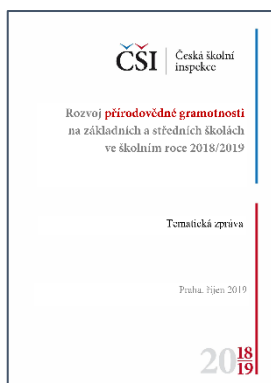 ČŠI
Česká školní
inspekce
Rozvoj přírodovědné gramotnosti
na základních a středních školách
ve školním roce 2018/2019
Tematická zpráva
Praha, říjen 2019
20 18
19